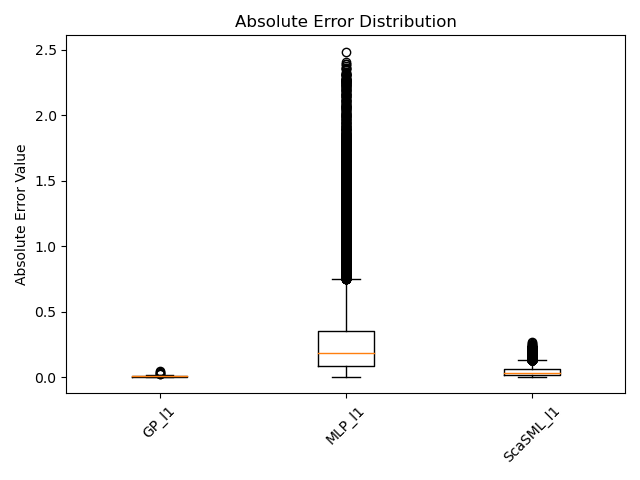 Absolute Error Distribution
Absolute Error Value
2.5
2.0
1.5
1.0
0.5
0.0
GP_l1
MLP_l1
ScaSML_l1